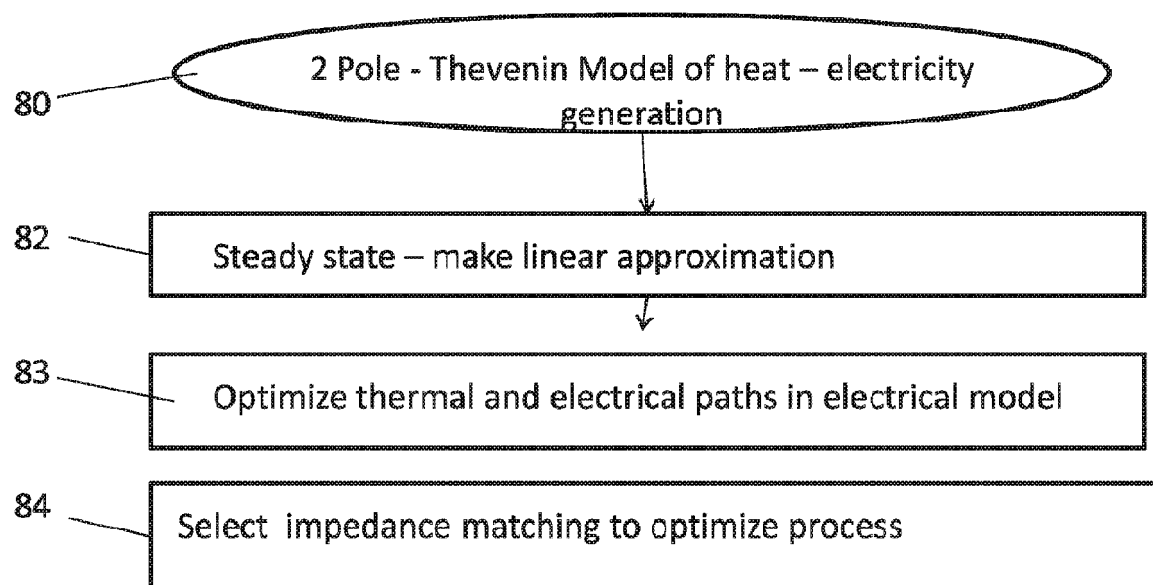 2 Pole - Thevenin Model of heat – electricity
generation
80
82
Steady state – make linear approximation
83
Optimize thermal and electrical paths in electrical model
84
Select impedance matching to optimize process